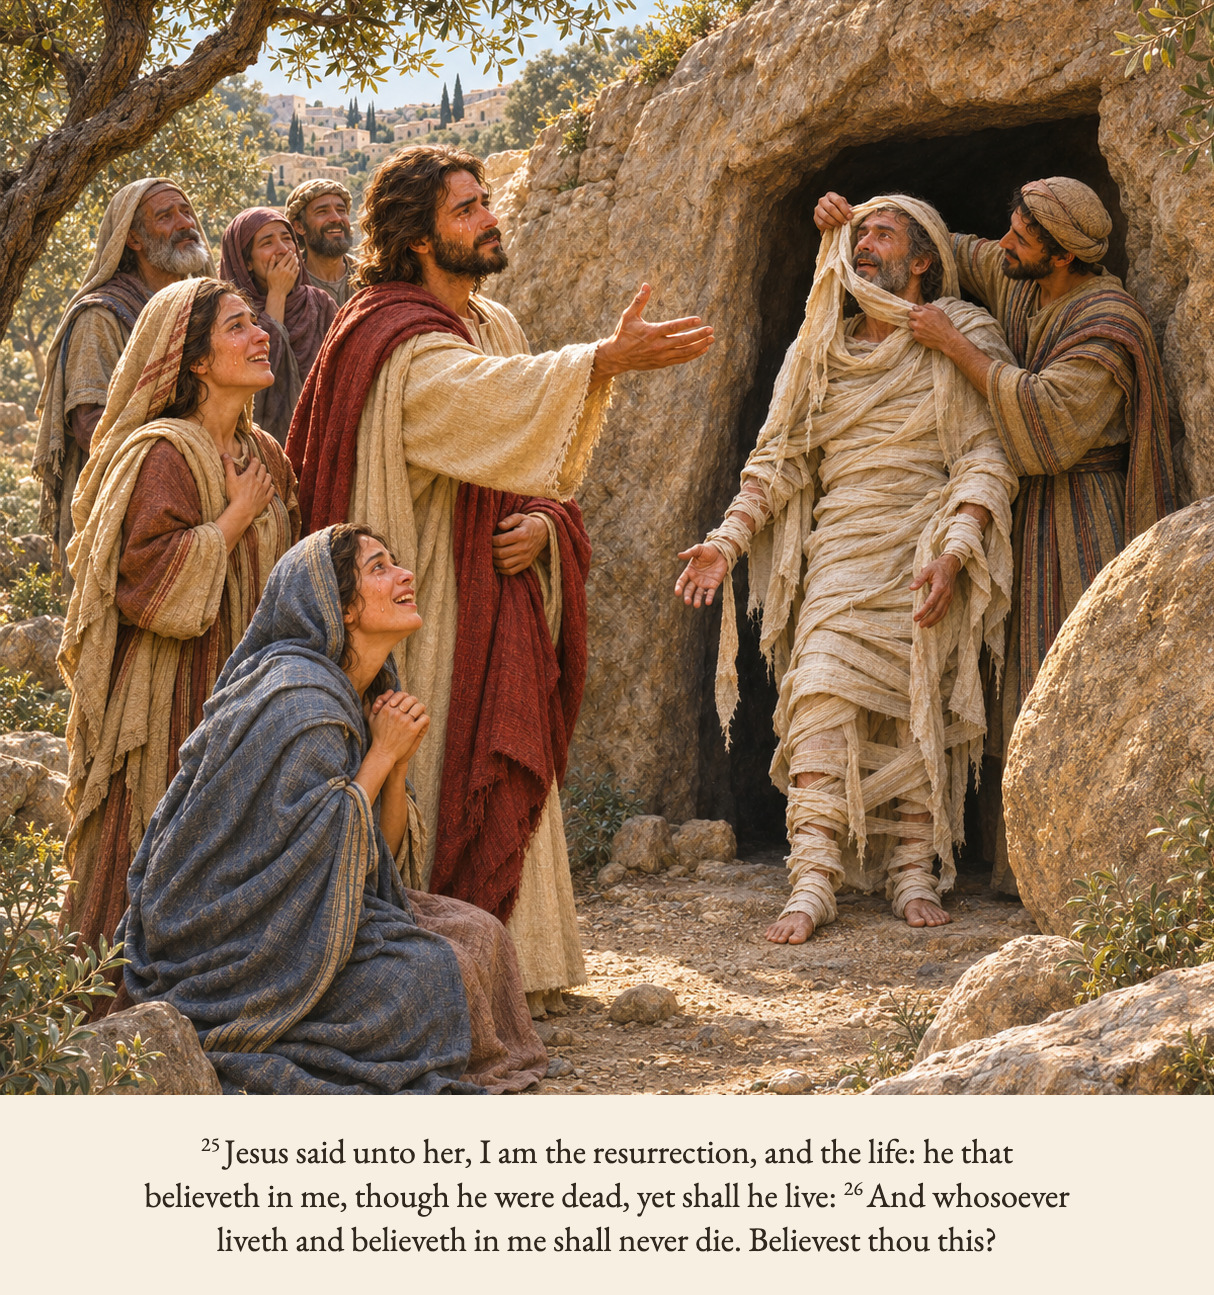 25 Jesus said unto her, I am the resurrection, and the life: he that
believeth in me, though he were dead, yet shall he live: 26 And whosoever
liveth and believeth in me shall never die. Believest thou this?